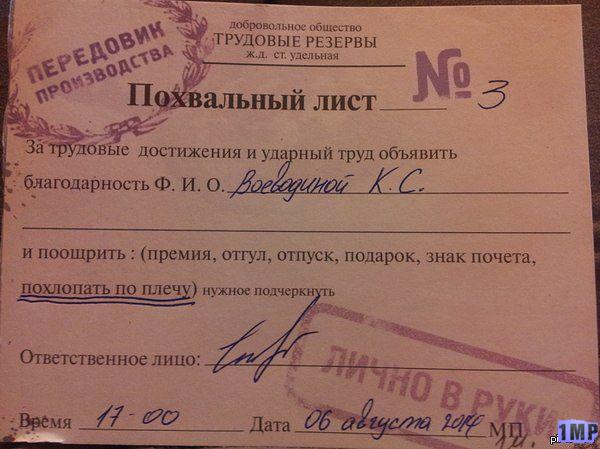 добровольное общество
ТРУДОВЫЕ РЕЗЕРВЫ
ж.д. ст. удельная
ПЕРЕДОВИК
ПРОИЗВОДСТВА
Похвальный лист № 3
За трудовые достижения и ударный труд объявить
благодарность Ф. И. О. Воеводиной К. С.
и поощрить : (премия, отгул, отпуск, подарок, знак почета,
похлопать по плечу) нужное подчеркнуть
Ответственное лицо:
ЛИЧНО В РУКИ
Время 17-00 Дата 06 августа 2014 МП
1MP